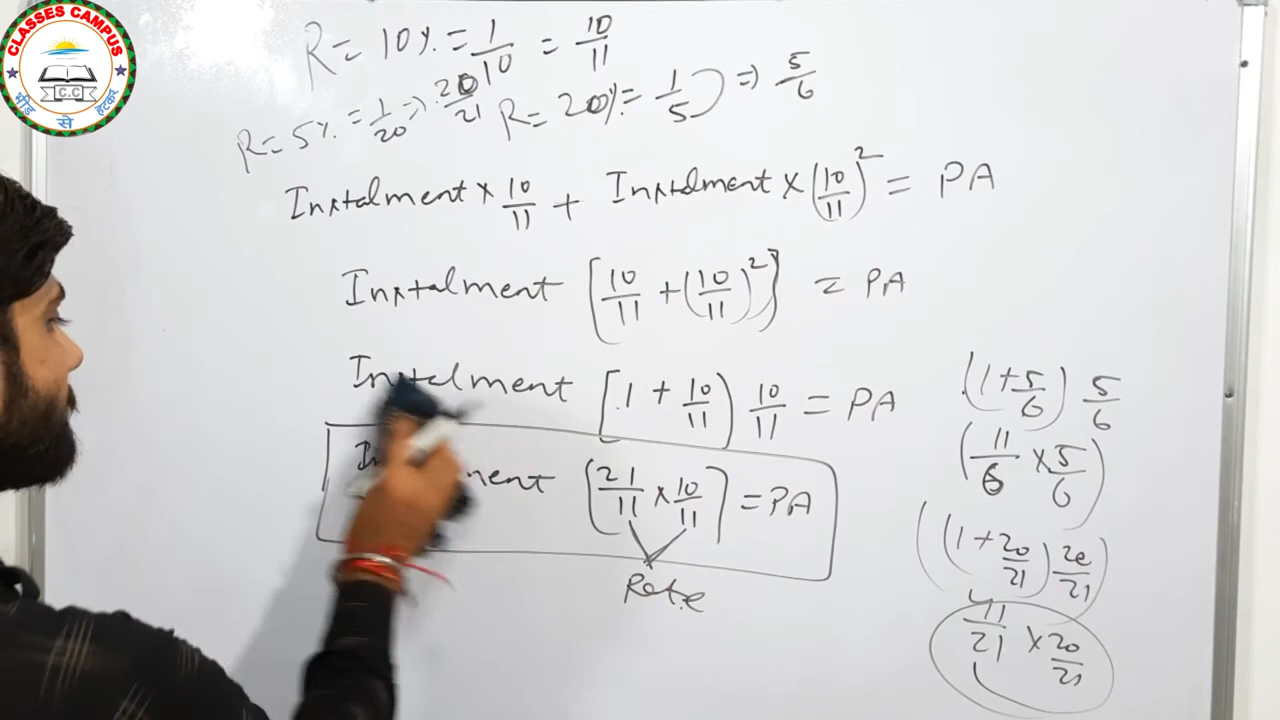 CLASSES CAMPUS
C.C
भीड़ से हटकर
R = 10% = 1/10 = 10/11
R = 5% = 1/20 => 20/21 R = 20% = 1/5 => 5/6
Instalment × 10/11 + Instalment × (10/11)² = PA
Instalment [10/11 + (10/11)²] = PA
Instalment [1 + 10/11) 10/11 = PA
ment (21/11 × 10/11] = PA
Rate
(1 + 5/6) 5/6
(11/6 × 5/6)
((1 + 20/21) 20/21)
11/21 × 20/21